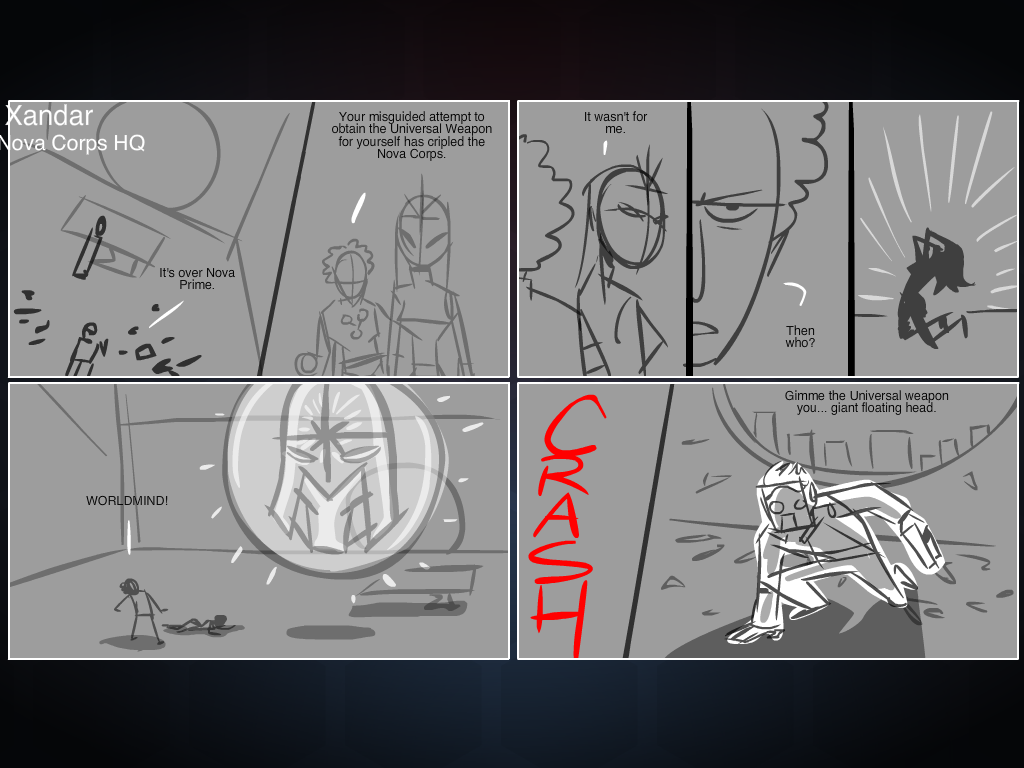 Xandar
Nova Corps HQ
It's over Nova
Prime.
Your misguided attempt to
obtain the Universal Weapon
for yourself has cripled the
Nova Corps.
It wasn't for
me.
Then
who?
WORLDMIND!
CRASH
Gimme the Universal weapon
you... giant floating head.